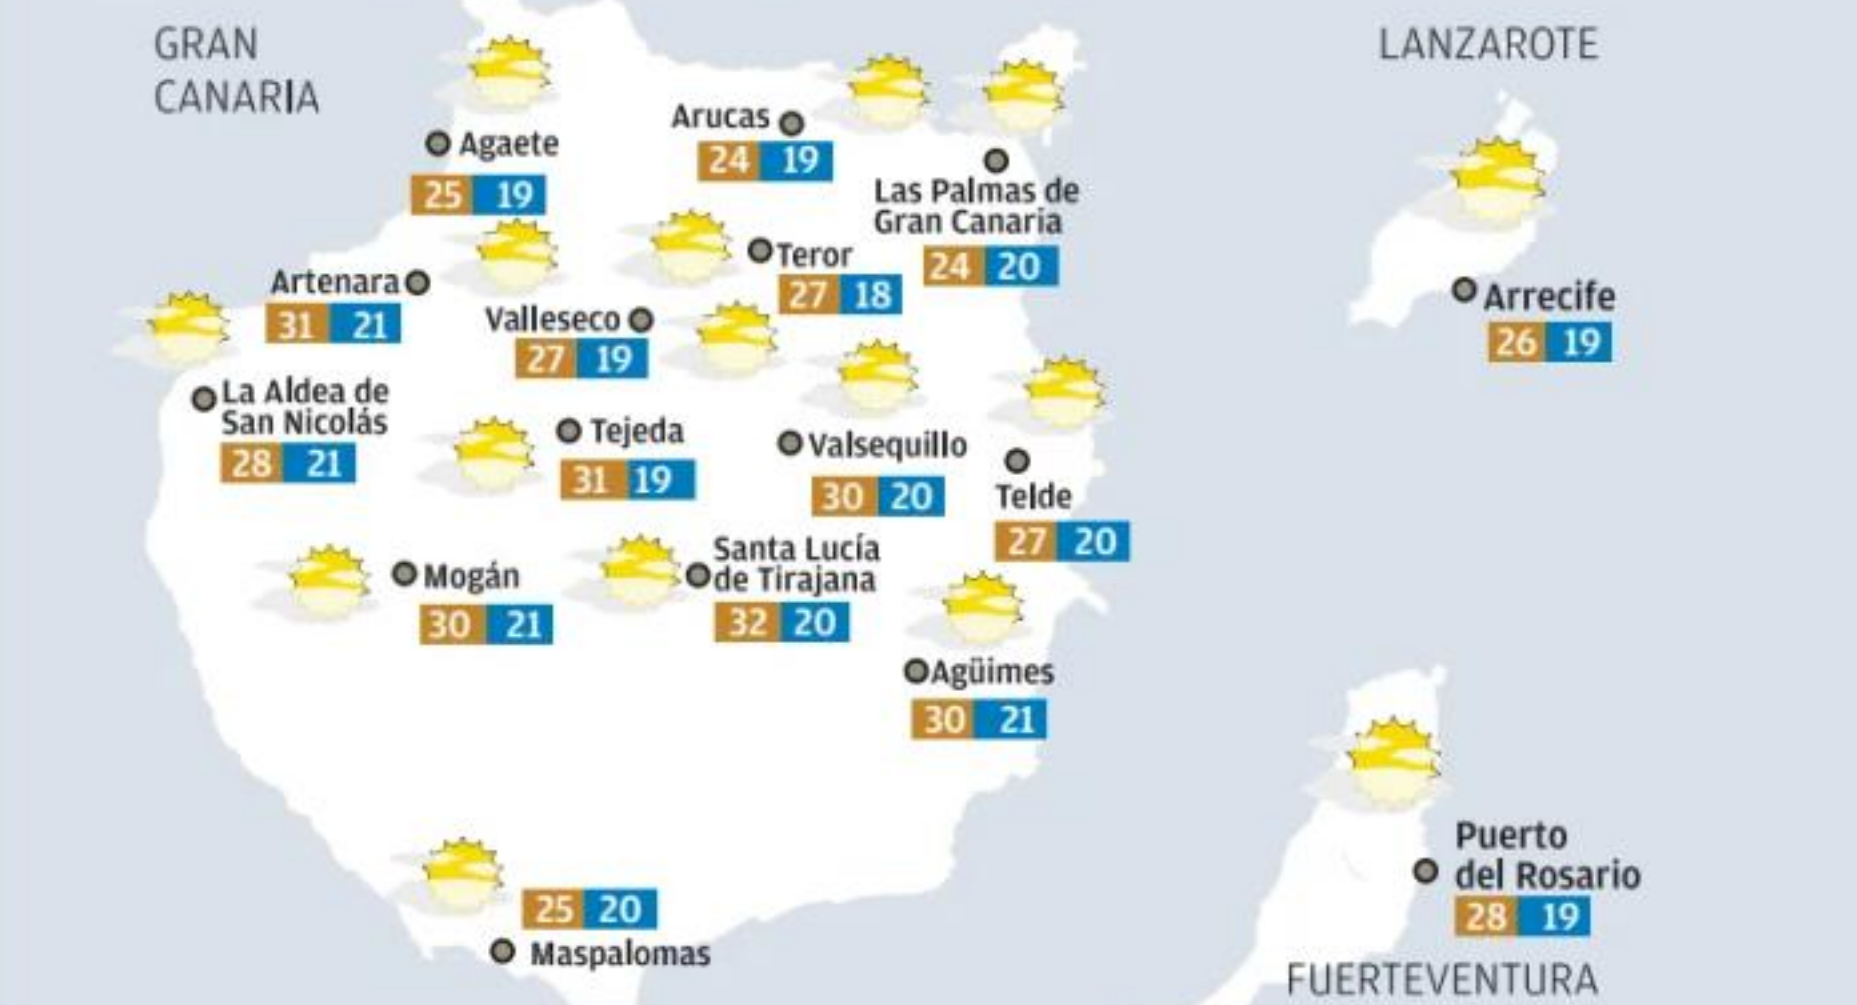 GRAN
CANARIA
LANZAROTE
Agaete
25 19
Arucas
24 19
Las Palmas de
Gran Canaria
24 20
Teror
27 18
Artenara
31 21
Valleseco
27 19
Arrecife
26 19
La Aldea de
San Nicolás
28 21
Tejeda
31 19
Valsequillo
30 20
Telde
27 20
Mogán
30 21
Santa Lucía
de Tirajana
32 20
Agüimes
30 21
Puerto
del Rosario
28 19
25 20
Maspalomas
FUERTEVENTURA